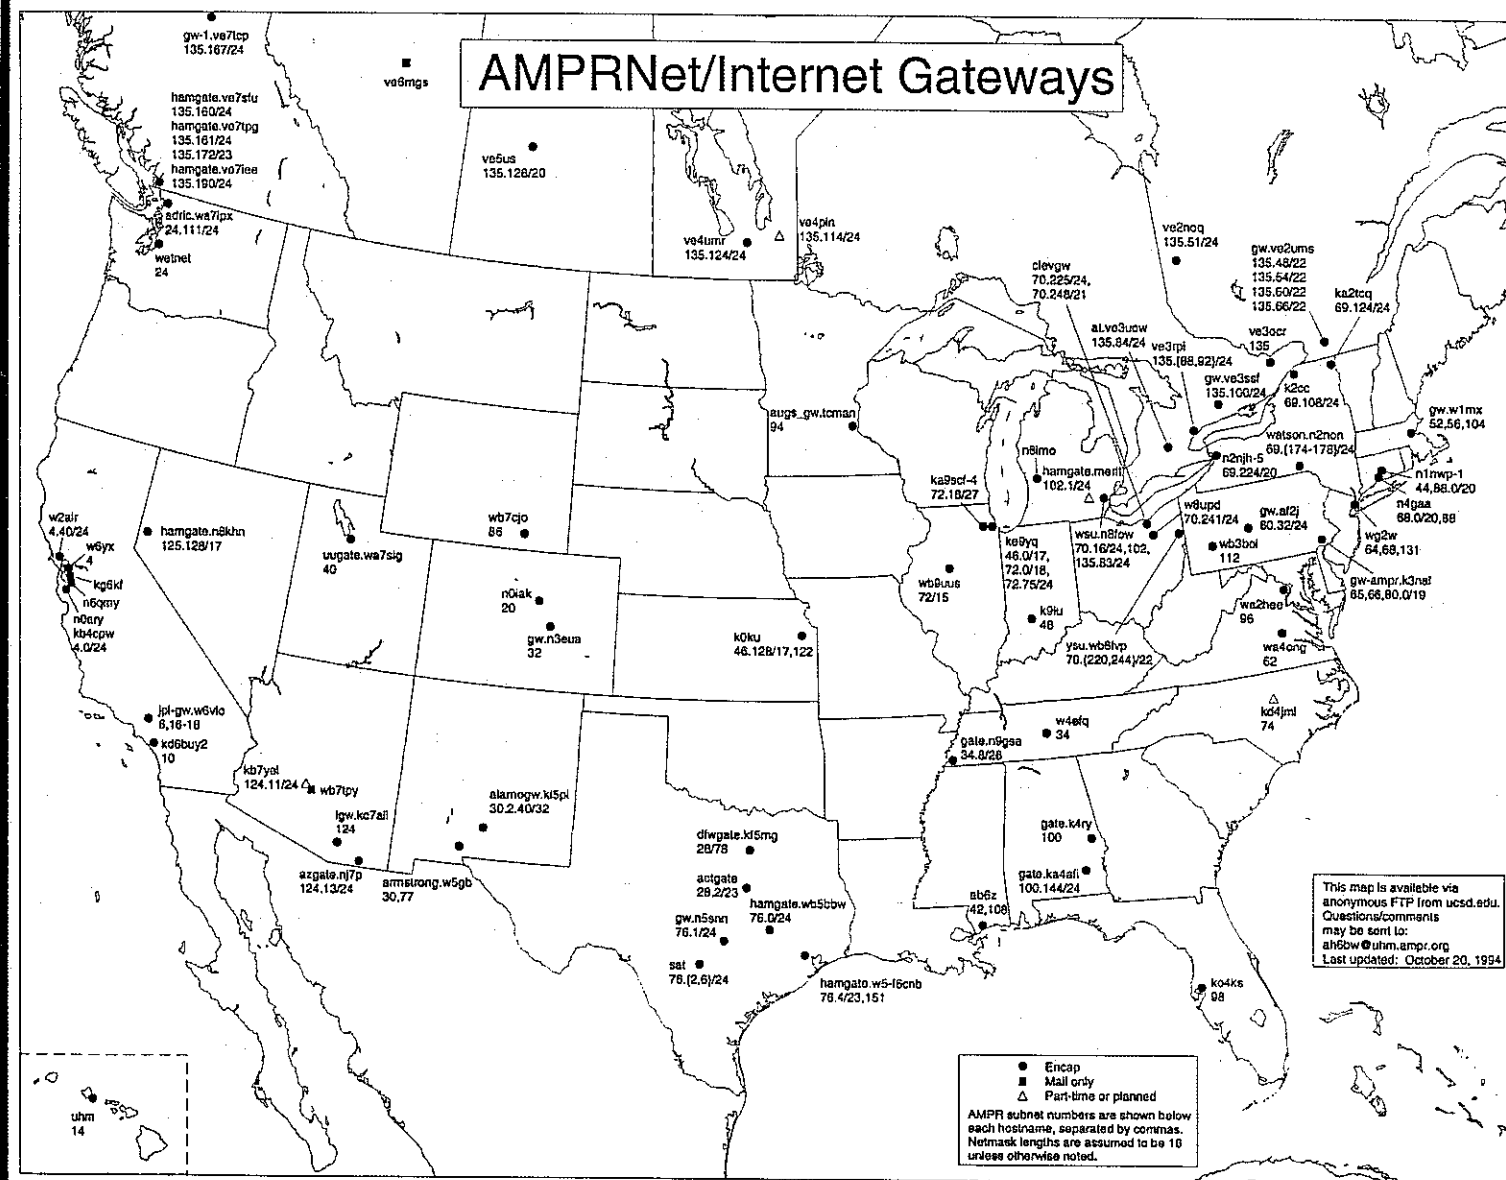 AMPRNet/Internet Gateways
gw-1.ve7tcp
135.167/24
ve6mgs
hamgate.ve7sfu
135.160/24
hamgate.ve7tpg
135.161/24
135.172/23
hamgate.ve7iee
135.190/24
adric.wa7ipx
24.111/24
wetnet
24
ve5us
135.128/20
ve4umr
135.124/24
ve4pin
135.114/24
ve2noq
135.51/24
gw.ve2ums
135.48/22
135.54/22
135.60/22
135.66/22
ka2tcq
69.124/24
clevgw
70.225/24,
70.248/21
al.ve3uow
135.84/24
ve3rpi
135.{88,92}/24
ve3ocr
135
gw.ve3ssf
135.100/24
k2cc
69.108/24
augs_gw.tcman
94
gw.w1mx
52,56,104
watson.n2non
69.{174-178}/24
n2njh-5
69.224/20
n8lmo
hamgate.merit
102.1/24
ka9scf-4
72.18/27
n1nwp-1
44,88.0/20
n4gaa
68.0/20,88
w8upd
70.241/24
gw.af2j
80.32/24
wb3bol
112
wg2w
64,68,131
gw-ampr.k3naf
65,66,80.0/19
wsu.n8fow
70.16/24,102,
135.83/24
ke9yq
46.0/17,
72.0/18,
72.75/24
wb9uus
72/15
k9iu
48
ysu.wb8lvp
70.{220,244}/22
wa2hee
96
wa4ong
62
w2alr
4.40/24
w6yx
4
kg6kf
n6qmy
n0ary
kb4cpw
4.0/24
hamgate.n8khn
125.128/17
uugate.wa7sig
40
wb7cjo
86
n0iak
20
gw.n3eua
32
k0ku
46.128/17,122
jpl-gw.w6vio
6,16-18
kd6buy2
10
kb7yel
124.11/24
wb7tpy
lgw.kc7ail
124
azgate.nj7p
124.13/24
armstrong.w5gb
30,77
alamogw.ki5pl
30.2.40/32
dfwgate.kf5mg
28/78
actgate
28.2/23
hamgate.wb5bbw
76.0/24
gw.n5snn
76.1/24
sat
76.{2,6}/24
hamgate.w5-f6cnb
76.4/23,151
gate.n9gsa
34.8/28
w4efq
34
kd4jml
74
gate.k4ry
100
gate.ka4afi
100.144/24
ab6z
42,108
ko4ks
98
uhm
14
This map is available via
anonymous FTP from ucsd.edu.
Questions/comments
may be sent to:
ah6bw@uhm.ampr.org
Last updated: October 20, 1994
Encap
Mail only
Part-time or planned
AMPR subnet numbers are shown below
each hostname, separated by commas.
Netmask lengths are assumed to be 16
unless otherwise noted.